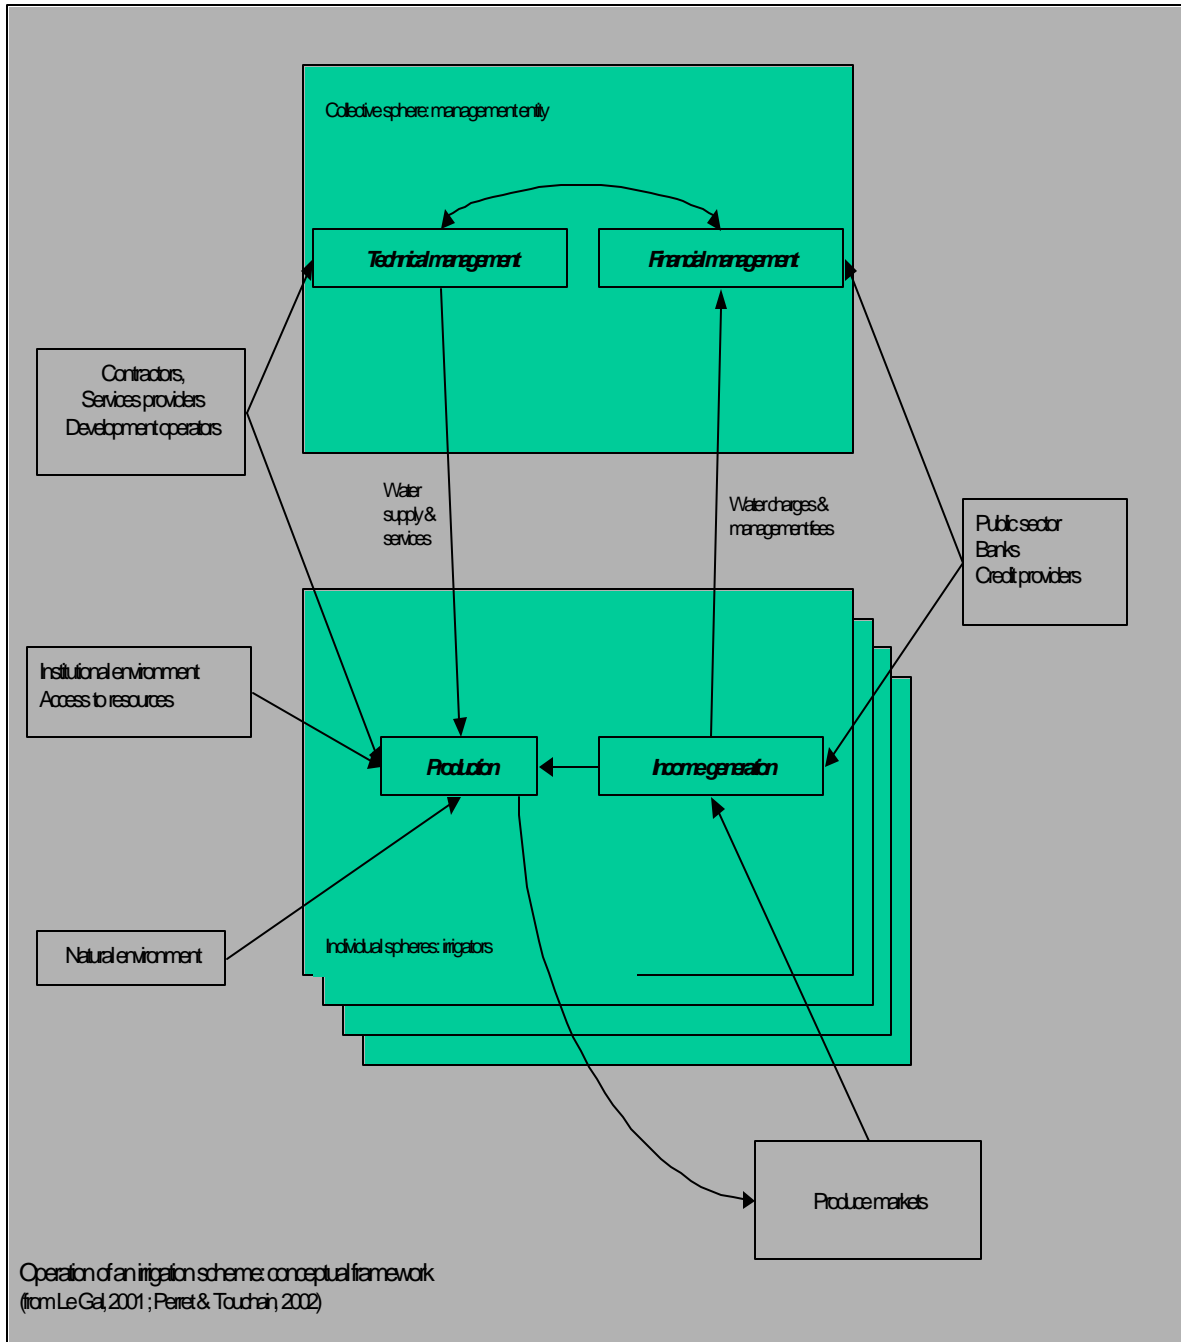 Collective sphere: management entity
Technical management
Financial management
Contractors,
Services providers
Development operators
Water
supply &
services
Water charges &
management fees
Public sector
Banks
Credit providers
Institutional environment
Access to resources
Production
Income generation
Natural environment
Individual spheres: irrigators
Produce markets
Operation of an irrigation scheme: conceptual framework
(from Le Gal, 2001 ; Perret & Touchain, 2002)